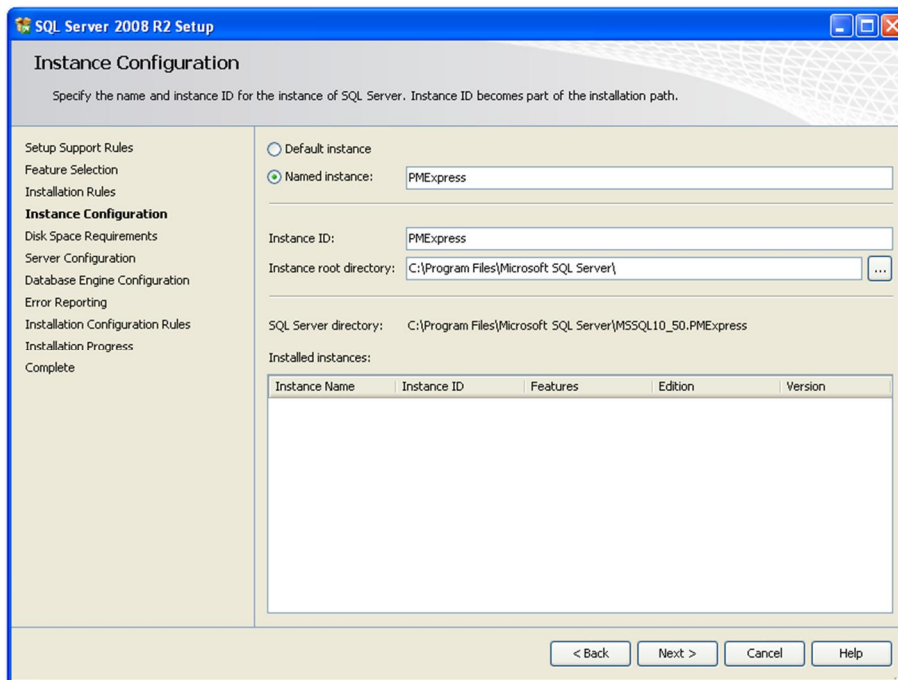 SQL Server 2008 R2 Setup
Instance Configuration
Specify the name and instance ID for the instance of SQL Server. Instance ID becomes part of the installation path.
Setup Support Rules
Feature Selection
Installation Rules
Instance Configuration
Disk Space Requirements
Server Configuration
Database Engine Configuration
Error Reporting
Installation Configuration Rules
Installation Progress
Complete
Default instance
Named instance: PMExpress
Instance ID: PMExpress
Instance root directory: C:\Program Files\Microsoft SQL Server\ ...
SQL Server directory: C:\Program Files\Microsoft SQL Server\MSSQL10_50.PMExpress
Installed instances:
Instance Name Instance ID Features Edition Version
< Back Next > Cancel Help